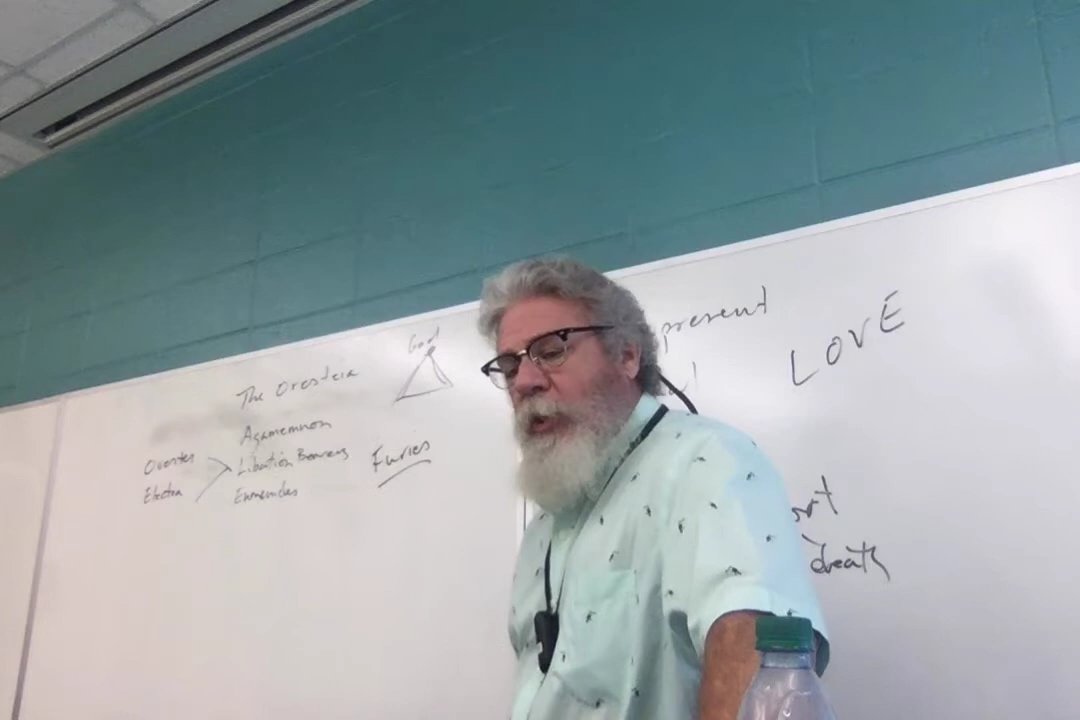 God
The Oresteia
Agamemnon
Orestes
Libation Bearers
Furies
Electra
Eumenides
present
LOVE
death